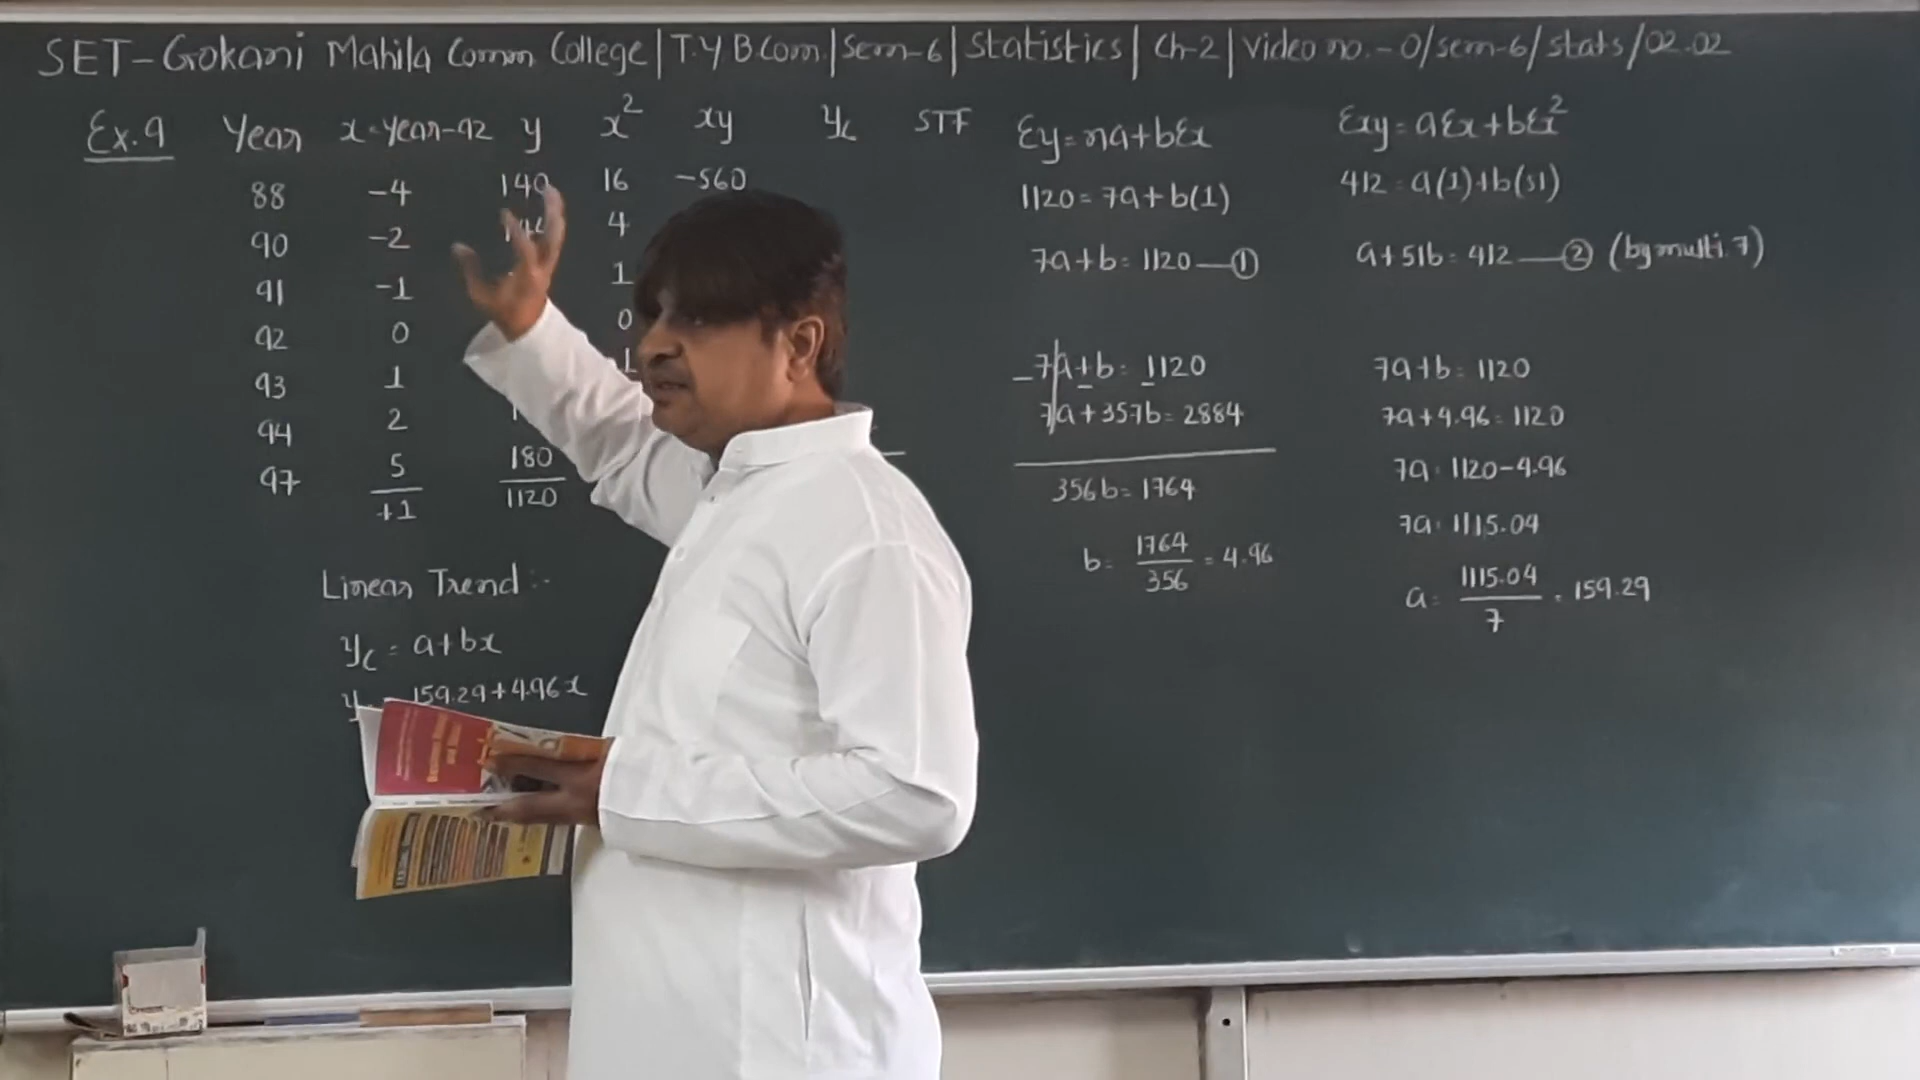 SET-Gokani Mahila Comm College|T.Y B.Com.|Sem-6|Statistics|Ch-2|Video no.-0/sem-6/stats/02.02
Ex.9 Year x=Year-92 y x² xy yc STF
88 -4 140 16 -560
90 -2 4
91 -1 1
92 0 0
93 1 1
94 2
97 5 180
+1 1120
Linear Trend :-
yc = a+bx
159.29+4.96x
Σy=na+bΣx
1120=7a+b(1)
7a+b=1120—①
-7a+b=1120
7a+357b=2884
356b=1764
b= 1764/356 =4.96
Σxy=aΣx+bΣx²
412=a(1)+b(51)
a+51b=412—② (by multi.7)
7a+b=1120
7a+4.96=1120
7a=1120-4.96
7a=1115.04
a= 1115.04/7 =159.29